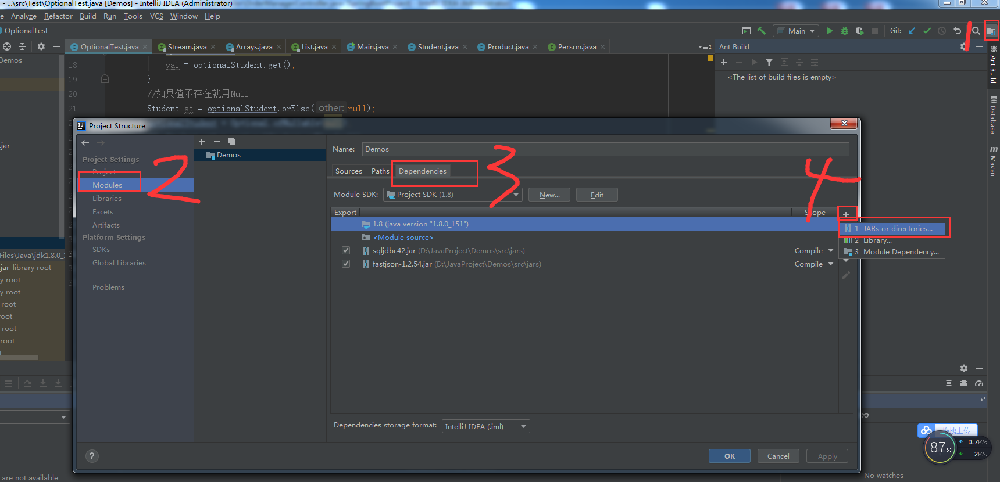 - ...\src\Test\OptionalTest.java [Demos] - IntelliJ IDEA (Administrator)
e Analyze Refactor Build Run Tools VCS Window Help
OptionalTest
Main
Git:
1
OptionalTest.java Stream.java Arrays.java List.java Main.java Student.java Product.java Person.java
2
Ant Build
Demos
18 val = optionalStudent.get();
19 }
20 //如果值不存在就用Null
21 Student st = optionalStudent.orElse( other: null);
<The list of build files is empty>
Ant Build
Database
Maven
.jar
Files\Java\jdk1.8.0_
.jar library root
y root
y root
root
root
root
root
Project Structure
Project Settings
Project
Modules
2
Libraries
Facets
Artifacts
Platform Settings
SDKs
Global Libraries
Problems
Demos
Name: Demos
Sources Paths Dependencies
3
4
Module SDK: Project SDK (1.8) New... Edit
Export Scope
1.8 (java version "1.8.0_151")
<Module source>
sqljdbc42.jar (D:\JavaProject\Demos\src\jars) Compile
fastjson-1.2.54.jar (D:\JavaProject\Demos\src\jars) Compile
1 JARs or directories...
2 Library...
3 Module Dependency...
Dependencies storage format: IntelliJ IDEA (.iml)
? OK Cancel Apply
拖拽上传
87%
0.7K/s
2K/s
are not available
No watches